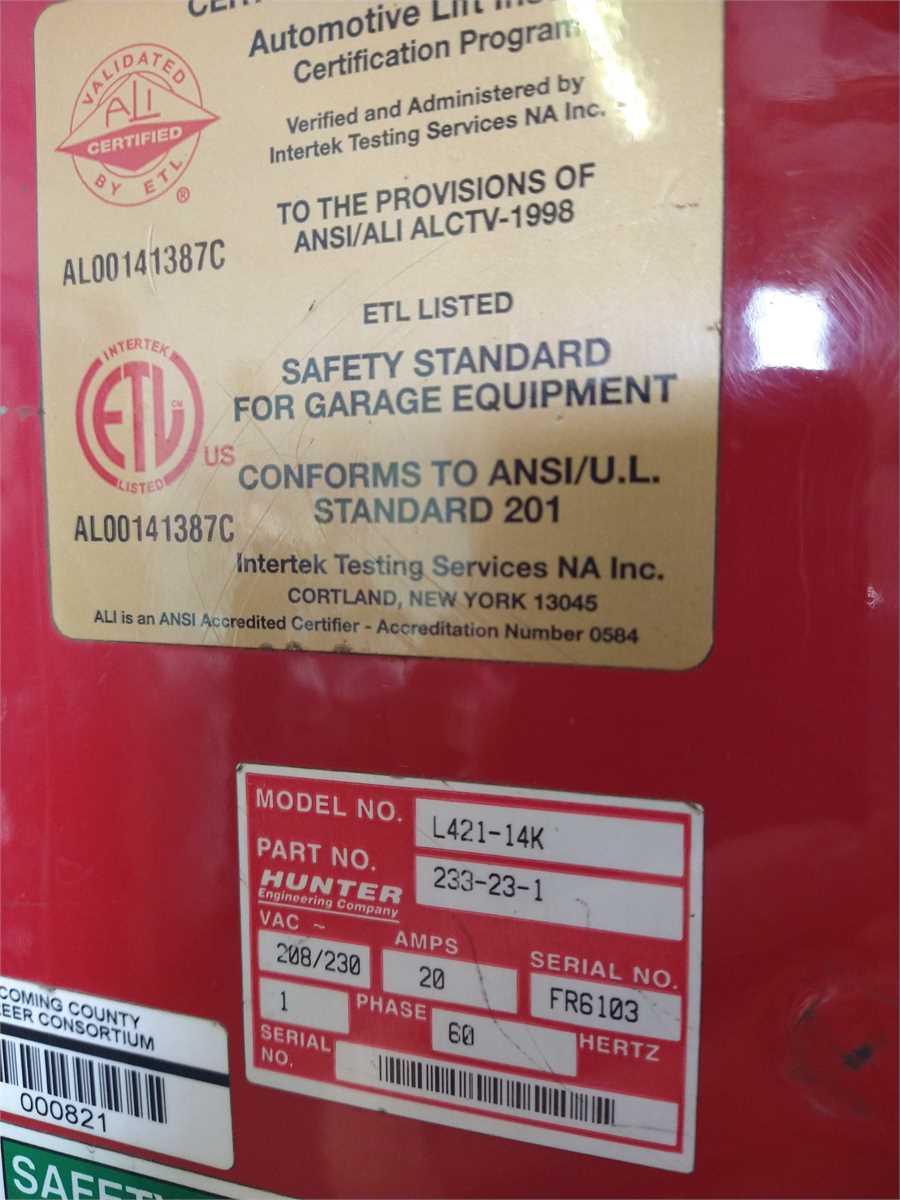 Automotive Lift
Certification Program
Verified and Administered by
Intertek Testing Services NA Inc.
VALIDATED
ALI
CERTIFIED
BY ETL
®
TO THE PROVISIONS OF
ANSI/ALI ALCTV-1998
AL00141387C
ETL LISTED
SAFETY STANDARD
FOR GARAGE EQUIPMENT
INTERTEK
ETL
CM
LISTED
US
CONFORMS TO ANSI/U.L.
STANDARD 201
AL00141387C
Intertek Testing Services NA Inc.
CORTLAND, NEW YORK 13045
ALI is an ANSI Accredited Certifier - Accreditation Number 0584
MODEL NO. L421-14K
PART NO. 233-23-1
HUNTER
Engineering Company
VAC ~ 208/230
AMPS 20
SERIAL NO. FR6103
1 PHASE
60 HERTZ
SERIAL
NO.
COMING COUNTY
EER CONSORTIUM
000821
SAFETY